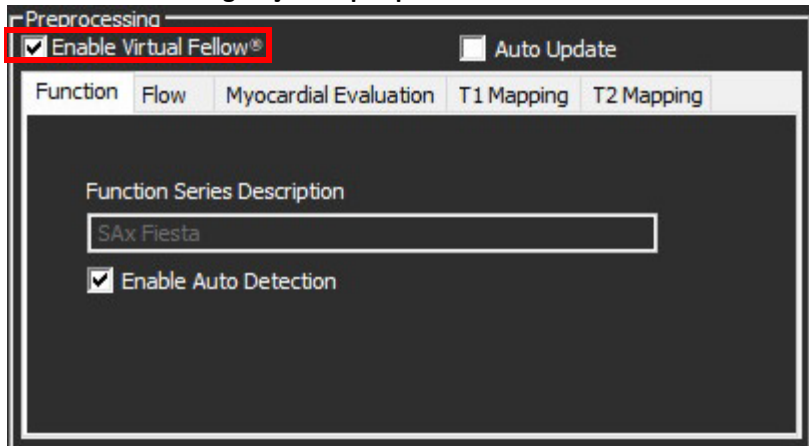 Preprocessing
Enable Virtual Fellow® Auto Update
Function Flow Myocardial Evaluation T1 Mapping T2 Mapping
Function Series Description
SAx Fiesta
Enable Auto Detection